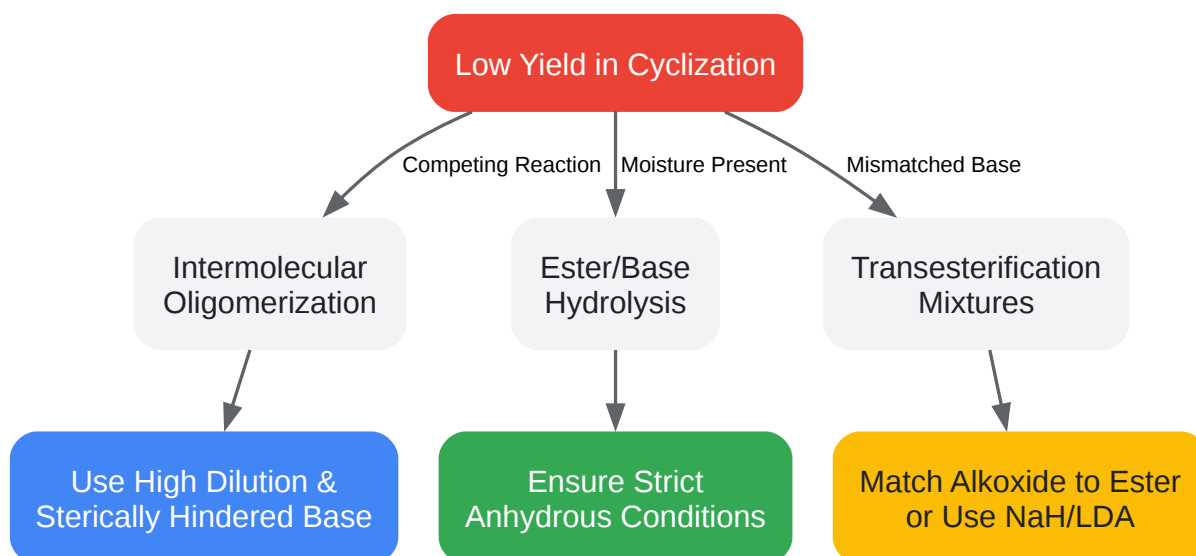 Low Yield in Cyclization
Competing Reaction
Moisture Present
Mismatched Base
Intermolecular
Oligomerization
Ester/Base
Hydrolysis
Transesterification
Mixtures
Use High Dilution &
Sterically Hindered Base
Ensure Strict
Anhydrous Conditions
Match Alkoxide to Ester
or Use NaH/LDA